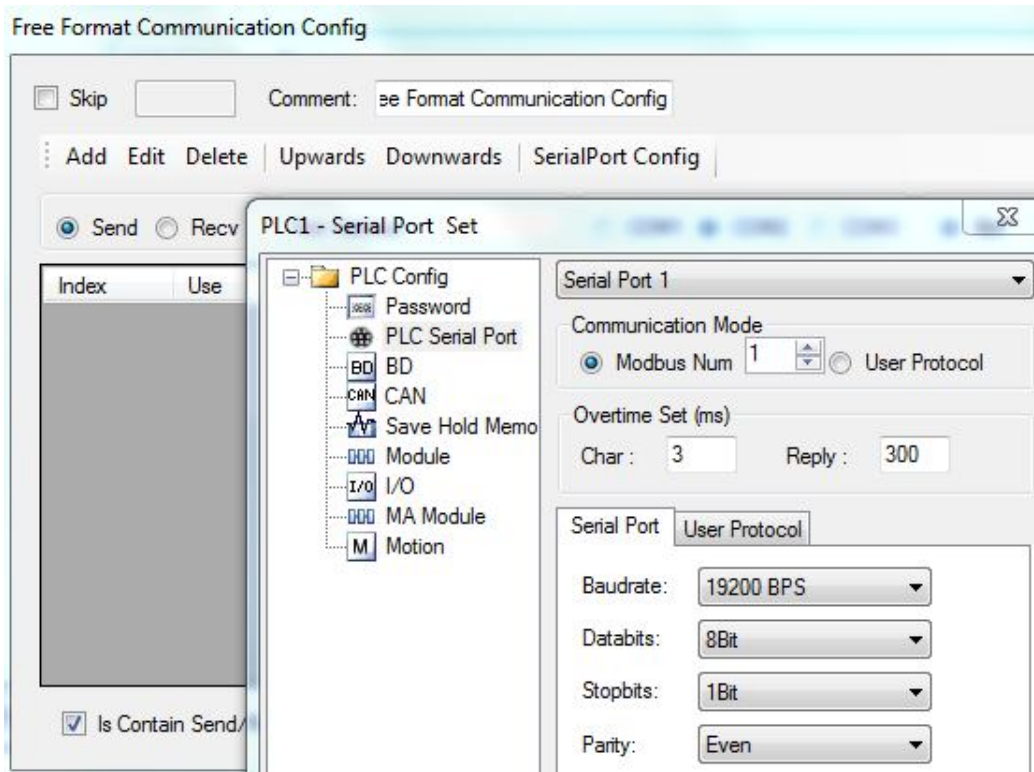 Free Format Communication Config
Skip Comment: ee Format Communication Config
Add Edit Delete Upwards Downwards SerialPort Config
Send Recv
Index Use
Is Contain Send/
PLC1 - Serial Port Set
PLC Config
Password
PLC Serial Port
BD BD
CAN CAN
Save Hold Memo
Module
I/O I/O
MA Module
M Motion
Serial Port 1
Communication Mode
Modbus Num 1 User Protocol
Overtime Set (ms)
Char : 3 Reply : 300
Serial Port User Protocol
Baudrate: 19200 BPS
Databits: 8Bit
Stopbits: 1Bit
Parity: Even